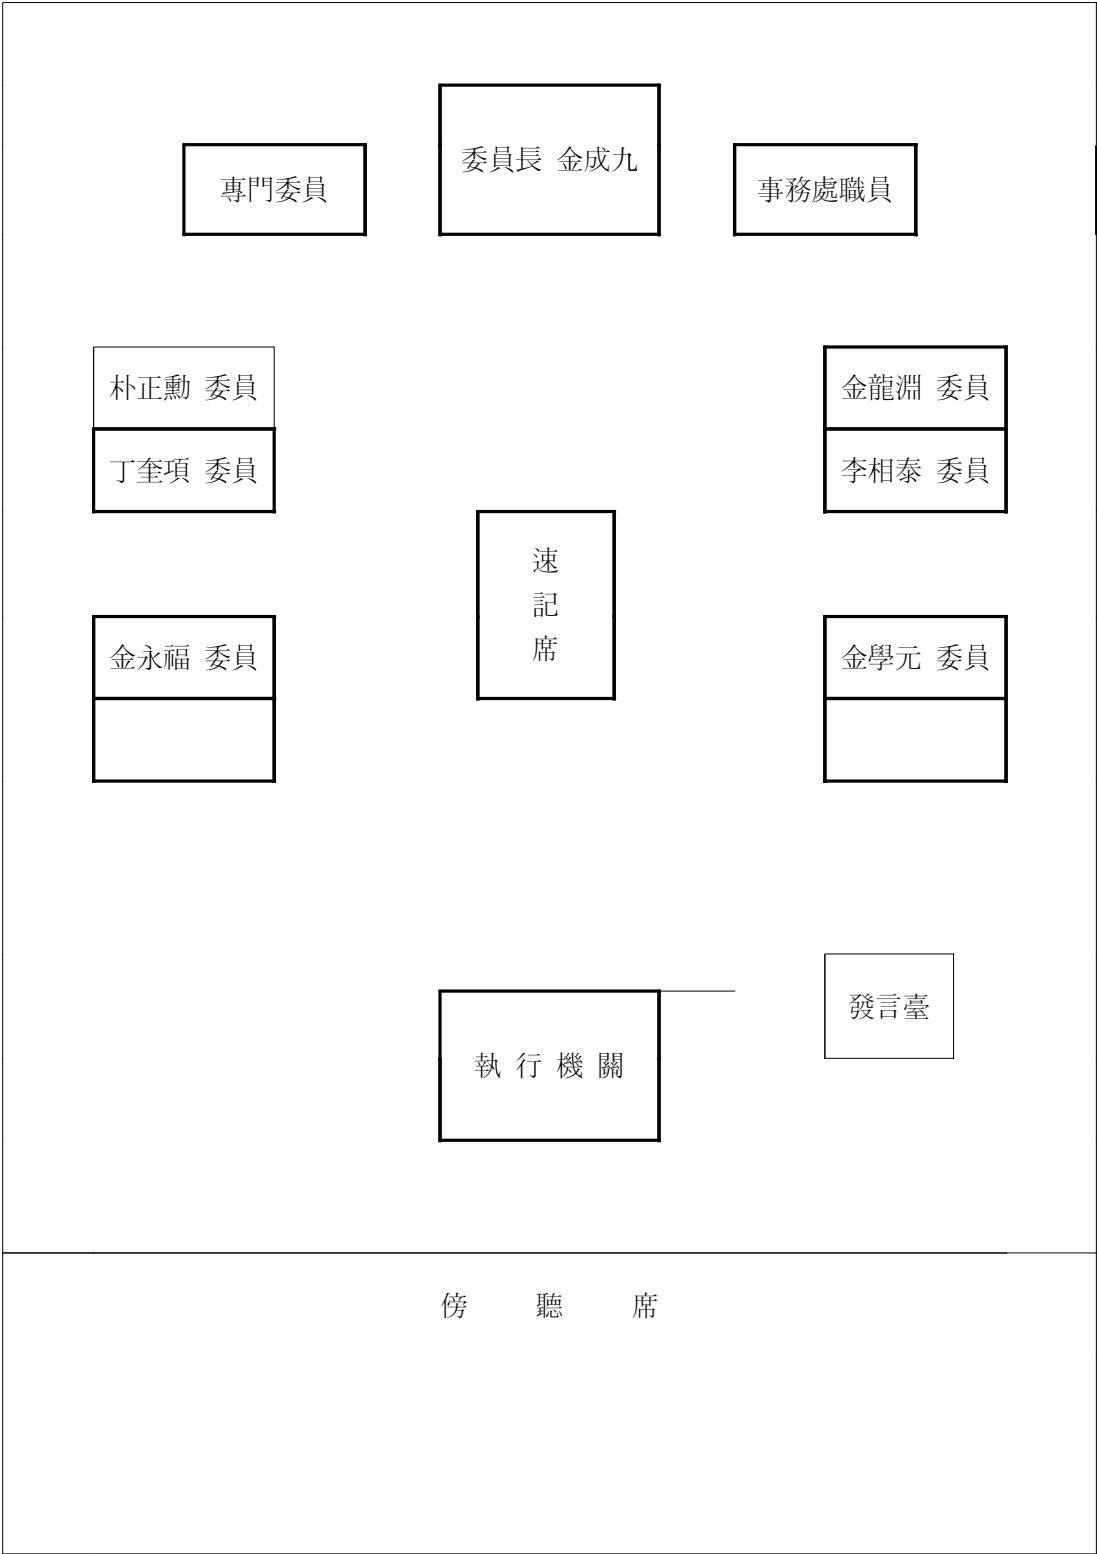 委員長 金成九
專門委員
事務處職員
朴正勳 委員
金龍淵 委員
丁奎項 委員
李相泰 委員
速
記
席
金永福 委員
金學元 委員
發言臺
執 行 機 關
傍 聽 席